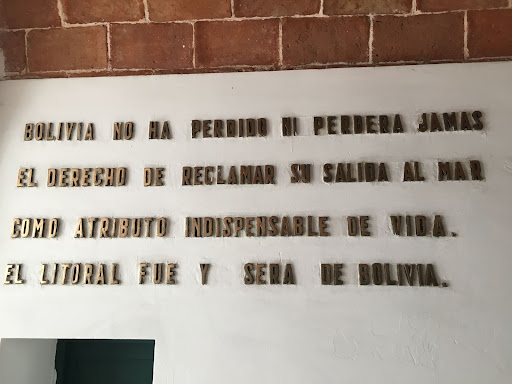 BOLIVIA NO HA PERDIDO NI PERDERA JAMAS
EL DERECHO DE RECLAMAR SU SALIDA AL MAR
COMO ATRIBUTO INDISPENSABLE DE VIDA.
EL LITORAL FUE Y SERA DE BOLIVIA.